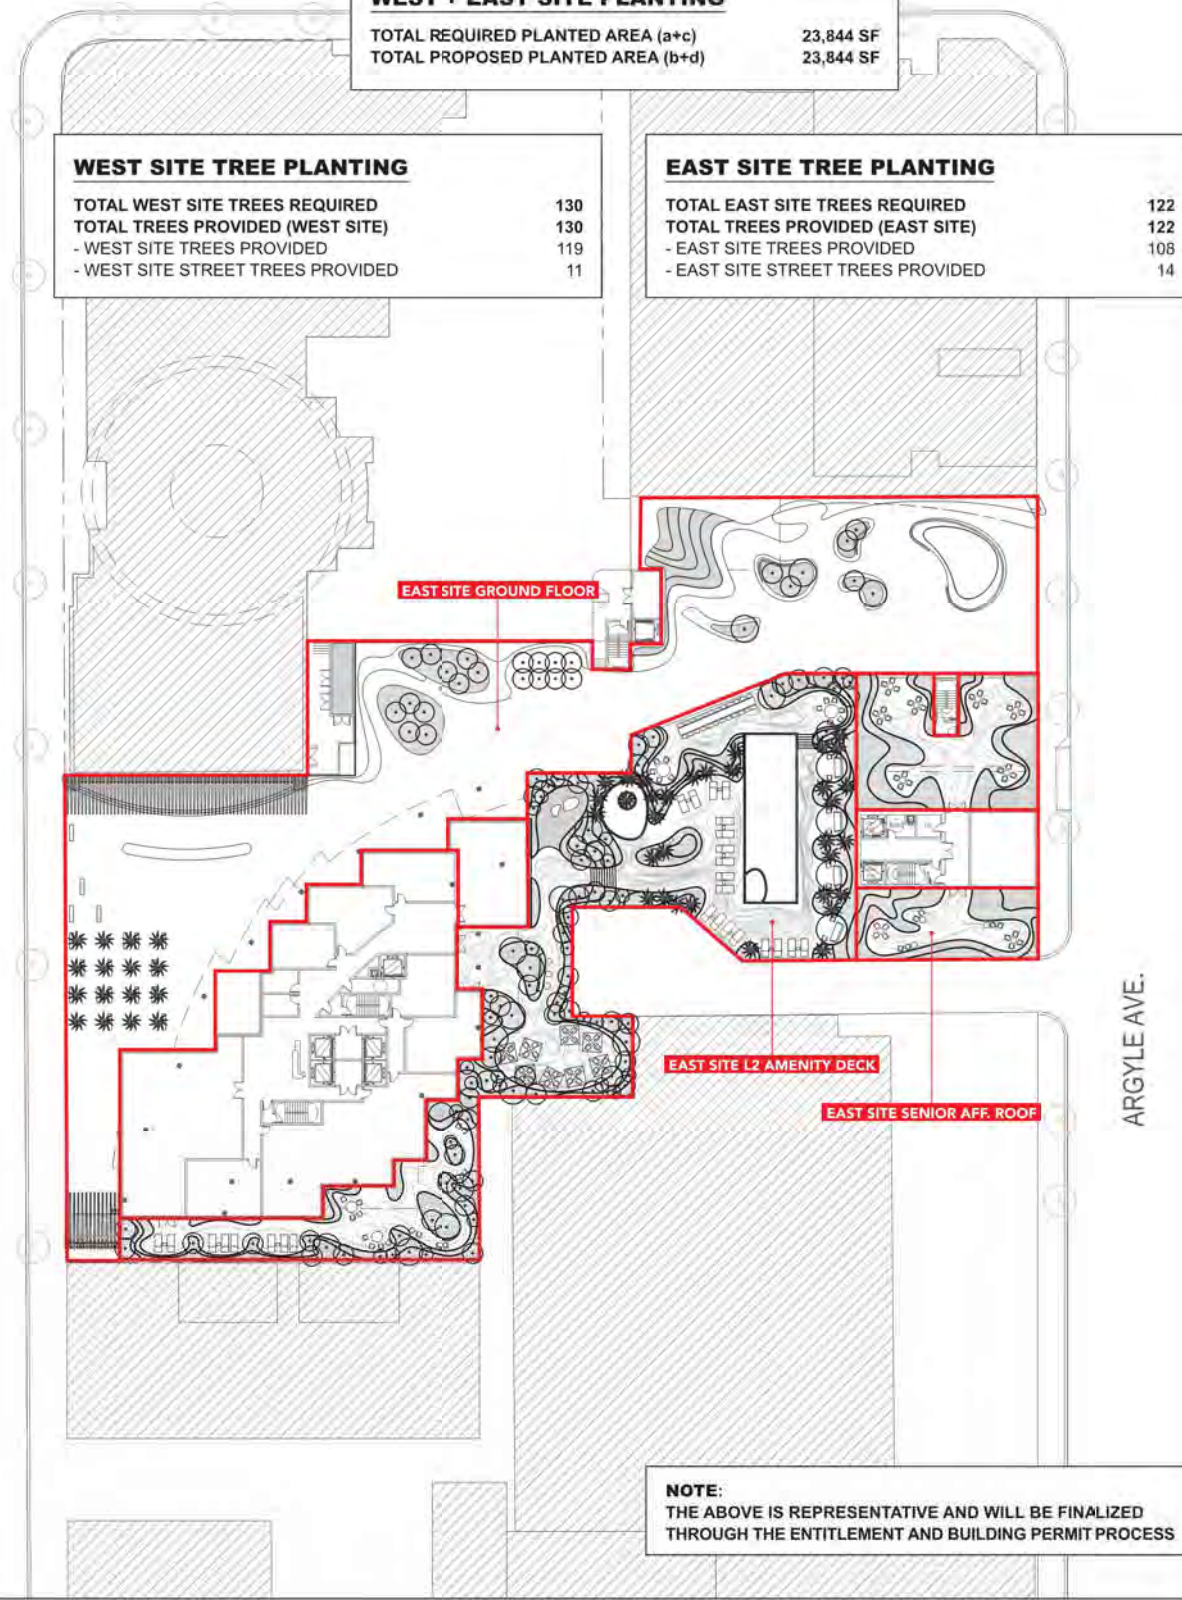 WEST + EAST SITE PLANTING
TOTAL REQUIRED PLANTED AREA (a+c) 23,844 SF
TOTAL PROPOSED PLANTED AREA (b+d) 23,844 SF
WEST SITE TREE PLANTING
TOTAL WEST SITE TREES REQUIRED 130
TOTAL TREES PROVIDED (WEST SITE) 130
- WEST SITE TREES PROVIDED 119
- WEST SITE STREET TREES PROVIDED 11
EAST SITE TREE PLANTING
TOTAL EAST SITE TREES REQUIRED 122
TOTAL TREES PROVIDED (EAST SITE) 122
- EAST SITE TREES PROVIDED 108
- EAST SITE STREET TREES PROVIDED 14
EAST SITE GROUND FLOOR
EAST SITE L2 AMENITY DECK
EAST SITE SENIOR AFF. ROOF
ARGYLE AVE.
NOTE:
THE ABOVE IS REPRESENTATIVE AND WILL BE FINALIZED
THROUGH THE ENTITLEMENT AND BUILDING PERMIT PROCESS